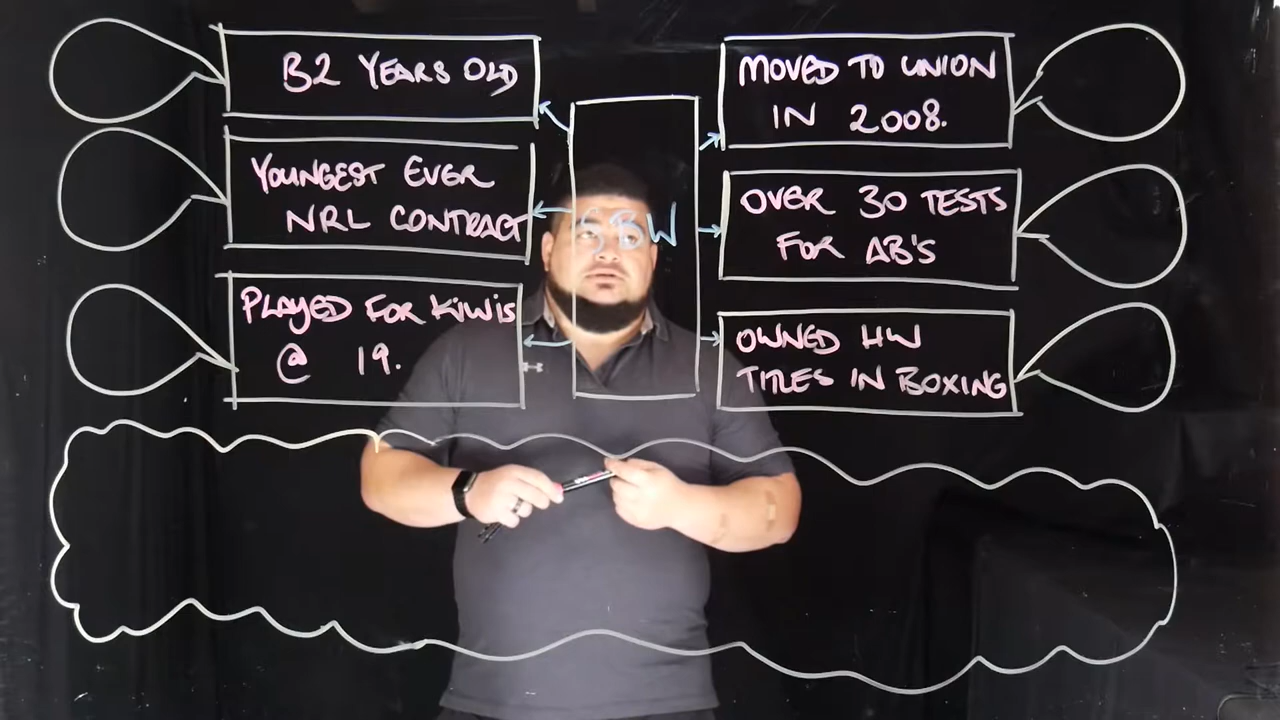 32 YEARS OLD
YOUNGEST EVER
NRL CONTRACT
PLAYED FOR KIWIS
@ 19.
SBW
MOVED TO UNION
IN 2008.
OVER 30 TESTS
FOR AB'S
OWNED HW
TITLES IN BOXING